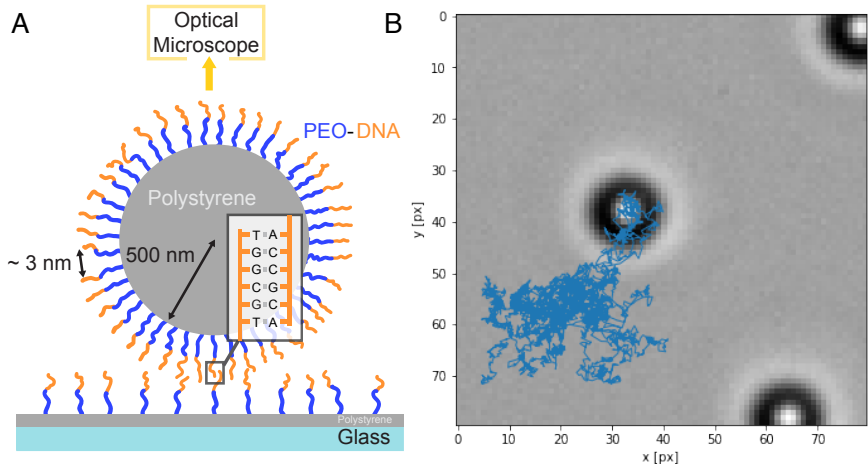 A
Optical
Microscope
PEO-DNA
Polystyrene
500 nm
~ 3 nm
T A
G C
G C
C G
G C
T A
Polystyrene
Glass
B
0
10
20
30
40
50
60
70
y [px]
0 10 20 30 40 50 60 70
x [px]